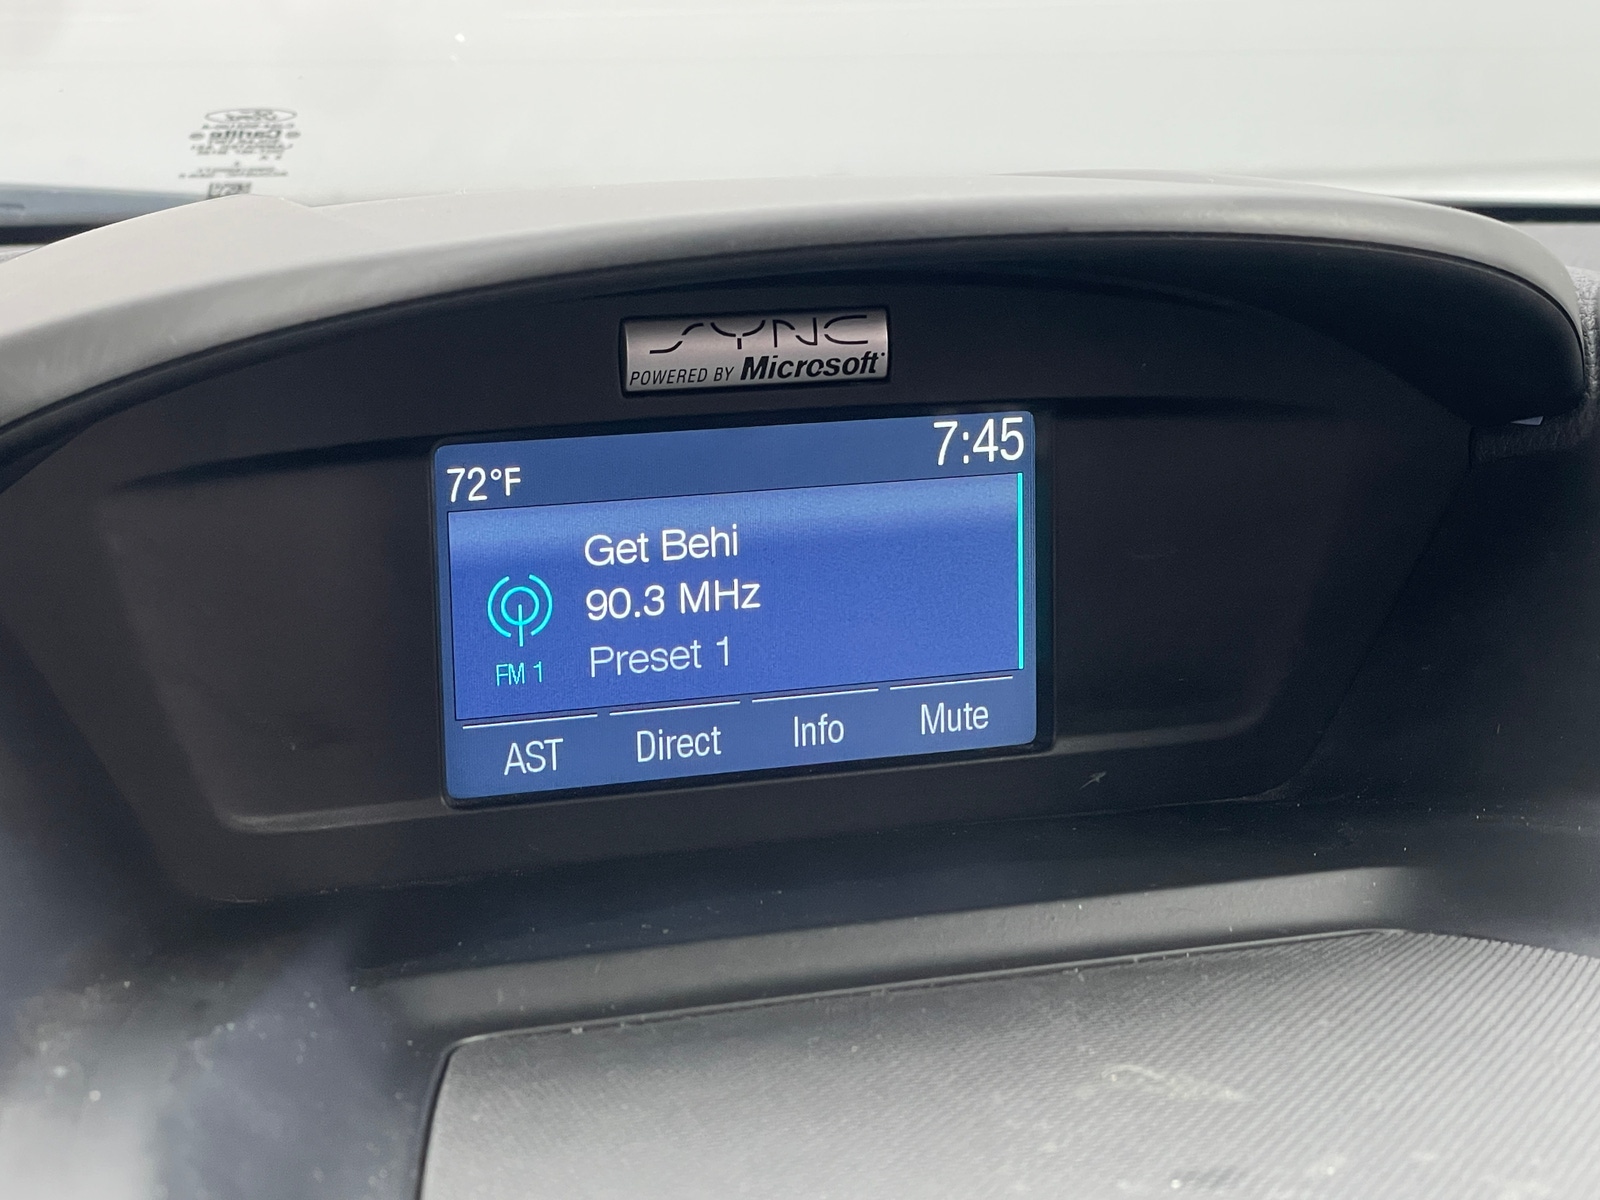 SYNC
POWERED BY Microsoft
72°F
7:45
Get Behi
90.3 MHz
Preset 1
FM 1
AST
Direct
Info
Mute
Carlite